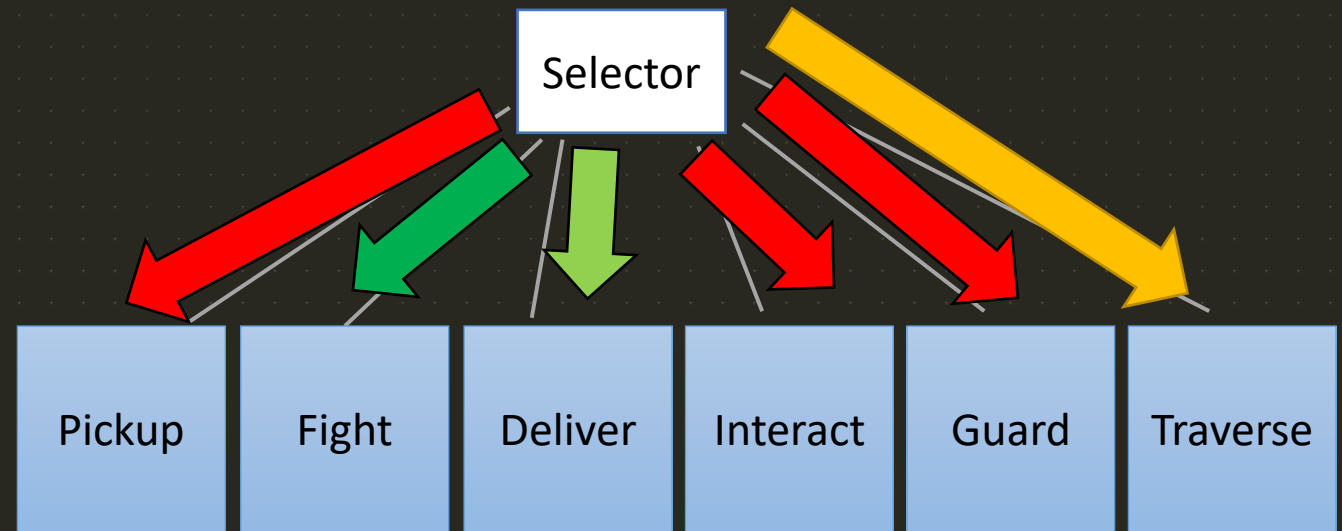 Selector
Pickup
Fight
Deliver
Interact
Guard
Traverse